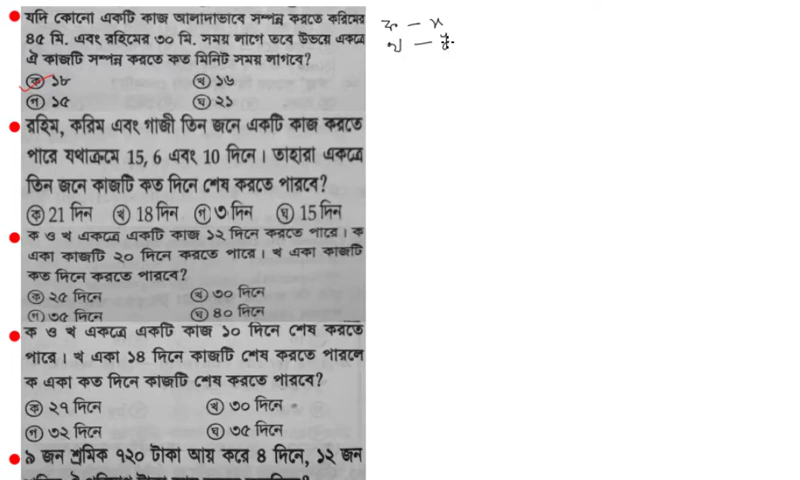 যদি কোনো একটি কাজ আলাদাভাবে সম্পন্ন করতে করিমের
৪৫ মি. এবং রহিমের ৩০ মি. সময় লাগে তবে উভয়ে একত্রে
ঐ কাজটি সম্পন্ন করতে কত মিনিট সময় লাগবে?
ক ১৮ খ ১৬
গ ১৫ ঘ ২১
রহিম, করিম এবং গাজী তিন জনে একটি কাজ করতে
পারে যথাক্রমে 15, 6 এবং 10 দিনে। তাহারা একত্রে
তিন জনে কাজটি কত দিনে শেষ করতে পারবে?
ক 21 দিন খ 18 দিন গ ৩ দিন ঘ 15 দিন
ক ও খ একত্রে একটি কাজ ১২ দিনে করতে পারে। ক
একা কাজটি ২০ দিনে করতে পারে। খ একা কাজটি
কত দিনে করতে পারবে?
ক ২৫ দিনে খ ৩০ দিনে
গ ৩৫ দিনে ঘ ৪০ দিনে
ক ও খ একত্রে একটি কাজ ১০ দিনে শেষ করতে
পারে। খ একা ১৪ দিনে কাজটি শেষ করতে পারলে
ক একা কত দিনে কাজটি শেষ করতে পারবে?
ক ২৭ দিনে খ ৩০ দিনে
গ ৩২ দিনে ঘ ৩৫ দিনে
৯ জন শ্রমিক ৭২০ টাকা আয় করে ৪ দিনে, ১২ জন
ক –
খ –